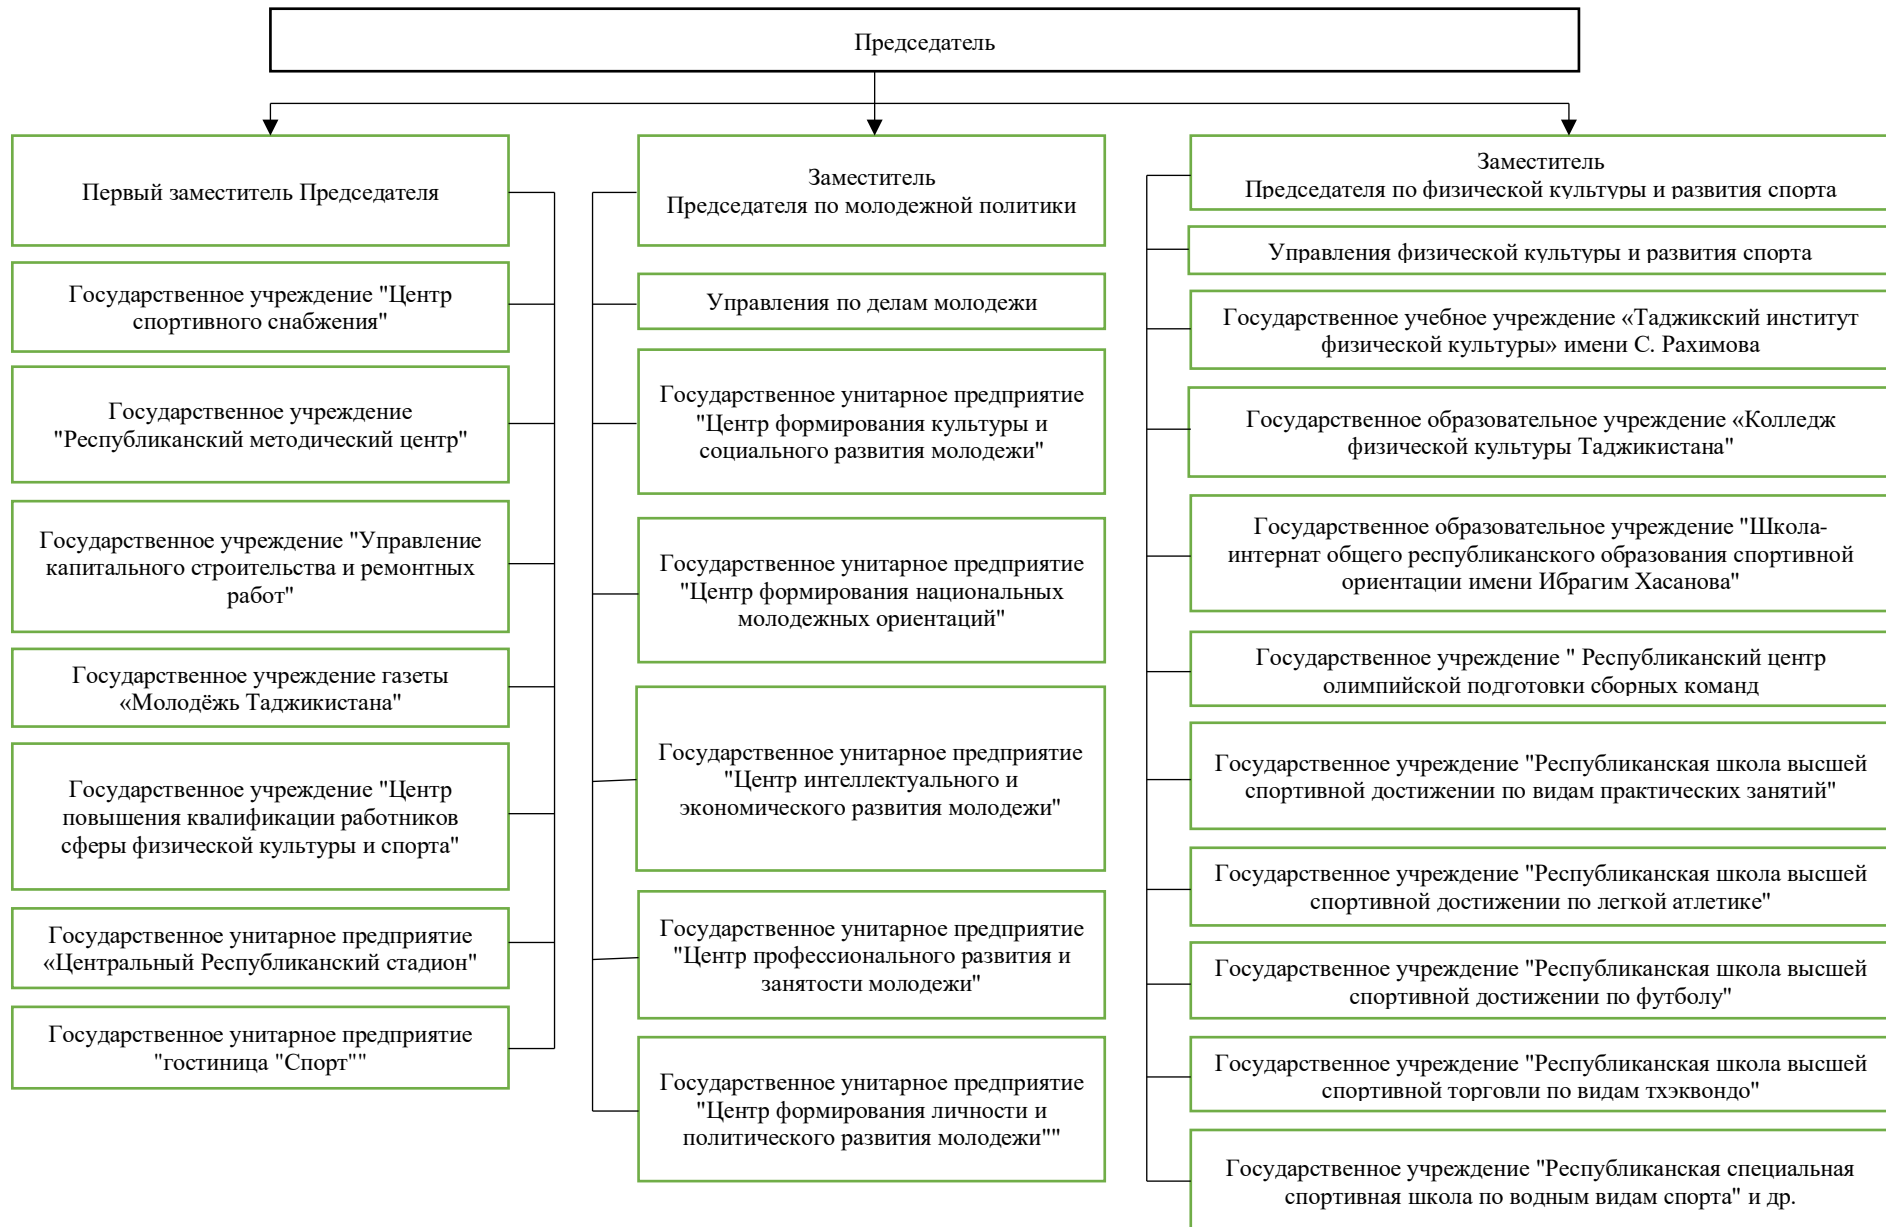 Председатель
Первый заместитель Председателя
Государственное учреждение "Центр
спортивного снабжения"
Государственное учреждение
"Республиканский методический центр"
Государственное учреждение "Управление
капитального строительства и ремонтных
работ"
Государственное учреждение газеты
«Молодёжь Таджикистана"
Государственное учреждение "Центр
повышения квалификации работников
сферы физической культуры и спорта"
Государственное унитарное предприятие
«Центральный Республиканский стадион"
Государственное унитарное предприятие
"гостиница "Спорт""
Заместитель
Председателя по молодежной политики
Управления по делам молодежи
Государственное унитарное предприятие
"Центр формирования культуры и
социального развития молодежи"
Государственное унитарное предприятие
"Центр формирования национальных
молодежных ориентаций"
Государственное унитарное предприятие
"Центр интеллектуального и
экономического развития молодежи"
Государственное унитарное предприятие
"Центр профессионального развития и
занятости молодежи"
Государственное унитарное предприятие
"Центр формирования личности и
политического развития молодежи""
Заместитель
Председателя по физической культуры и развития спорта
Управления физической культуры и развития спорта
Государственное учебное учреждение «Таджикский институт
физической культуры» имени С. Рахимова
Государственное образовательное учреждение «Колледж
физической культуры Таджикистана"
Государственное образовательное учреждение "Школа-
интернат общего республиканского образования спортивной
ориентации имени Ибрагим Хасанова"
Государственное учреждение " Республиканский центр
олимпийской подготовки сборных команд
Государственное учреждение "Республиканская школа высшей
спортивной достижении по видам практических занятий"
Государственное учреждение "Республиканская школа высшей
спортивной достижении по легкой атлетике"
Государственное учреждение "Республиканская школа высшей
спортивной достижении по футболу"
Государственное учреждение "Республиканская школа высшей
спортивной торговли по видам тхэквондо"
Государственное учреждение "Республиканская специальная
спортивная школа по водным видам спорта" и др.